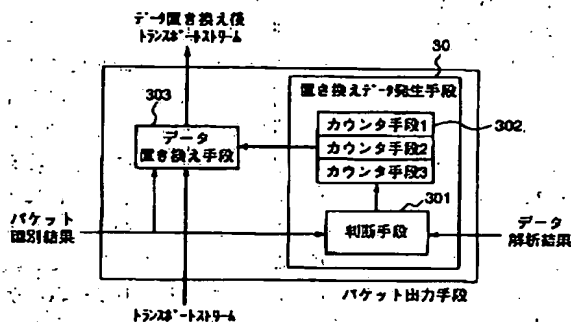 データ置き換え後
トランスポートストリーム
30
置き換えデータ発生手段
303
データ
置き換え手段
カウンタ手段1
カウンタ手段2
カウンタ手段3
302
301
判断手段
パケット
識別結果
データ
解析結果
パケット出力手段
トランスポートストリーム